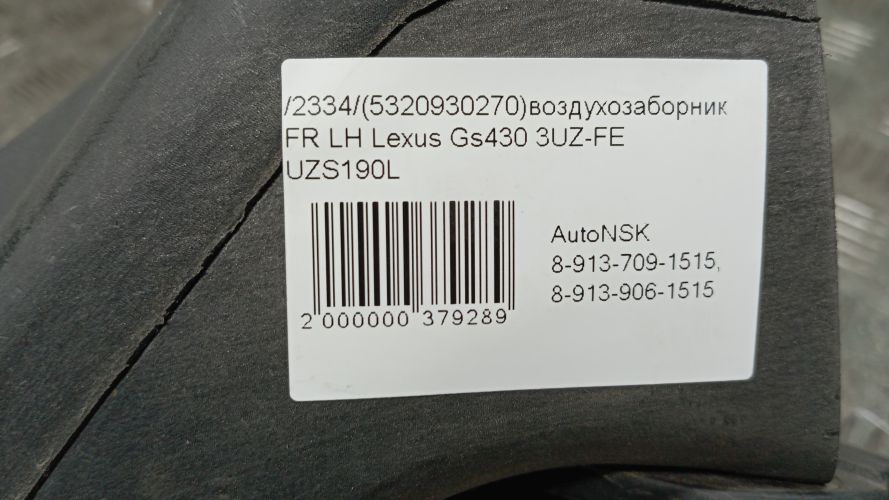 /2334/(5320930270)воздухозаборник
FR LH Lexus Gs430 3UZ-FE
UZS190L
2 000000 379289
AutoNSK
8-913-709-1515,
8-913-906-1515